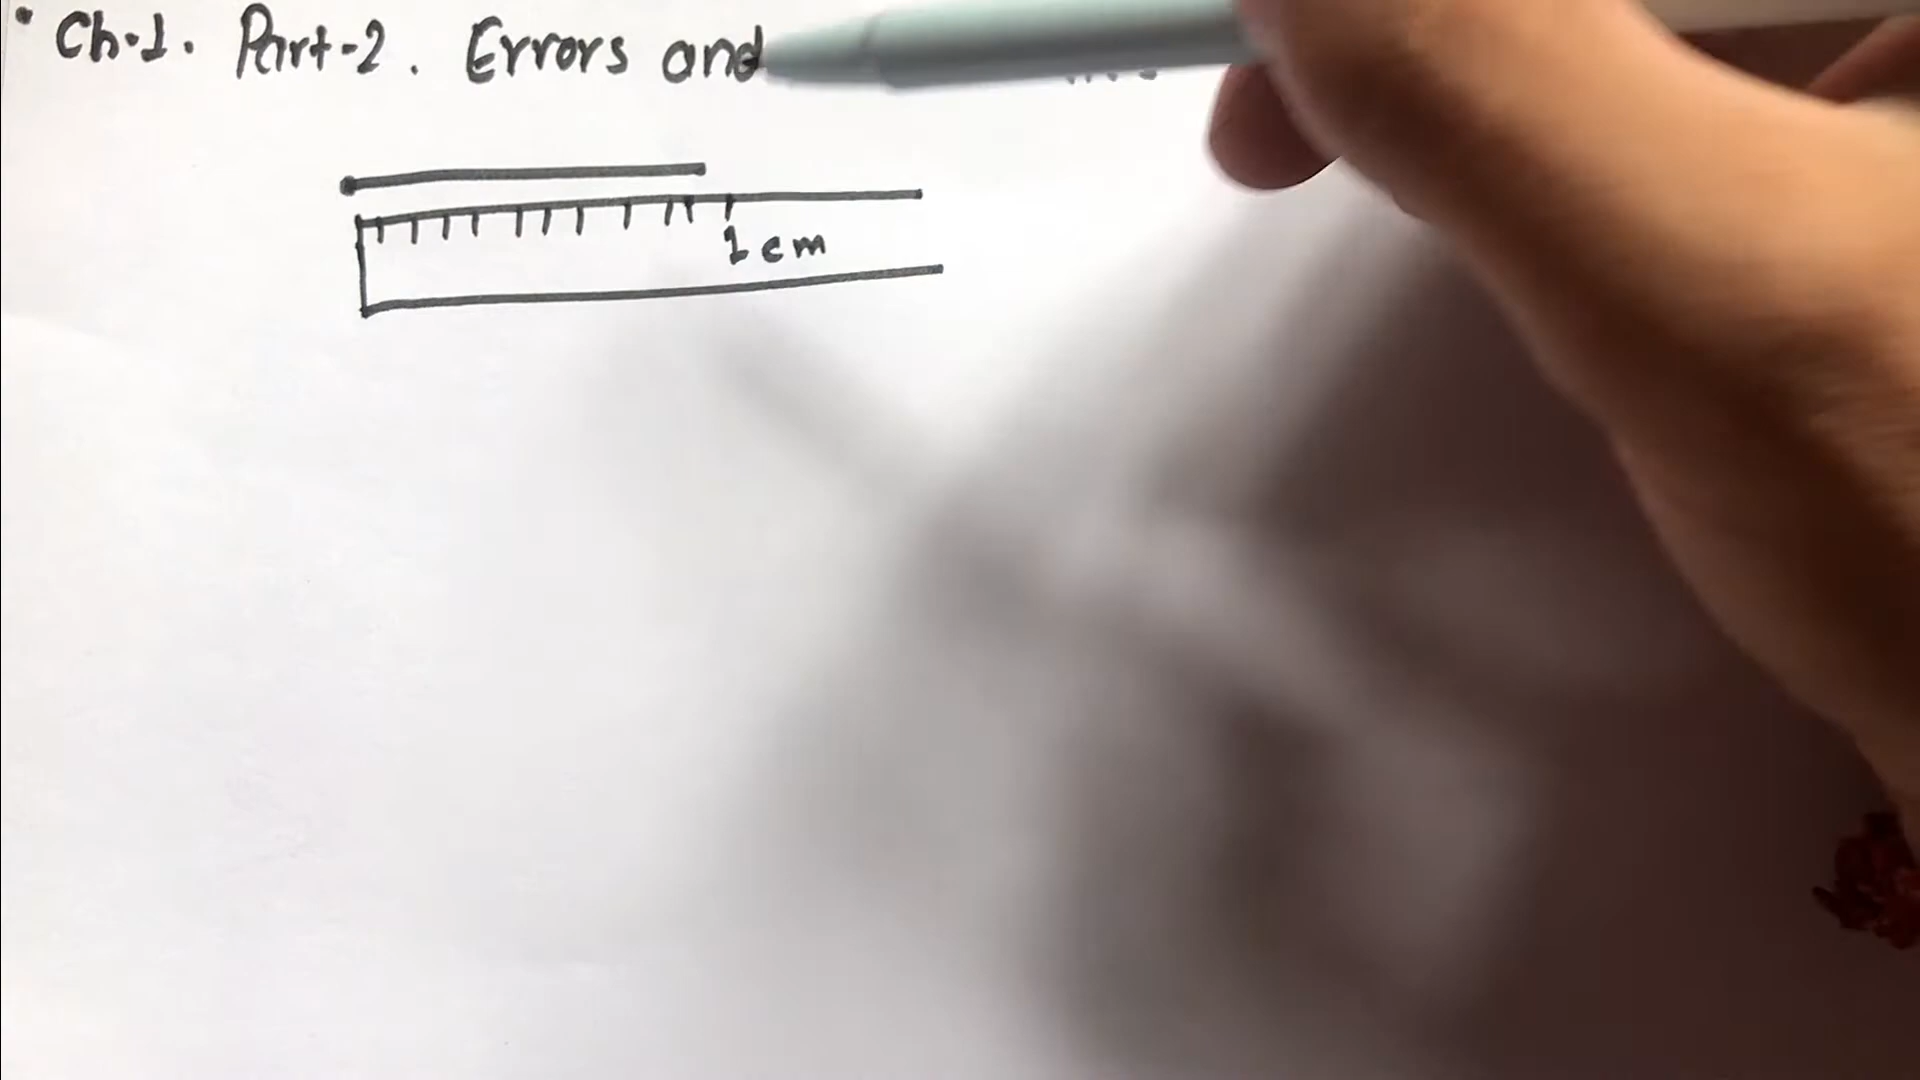 Ch.1. Part-2. Errors and
1 cm